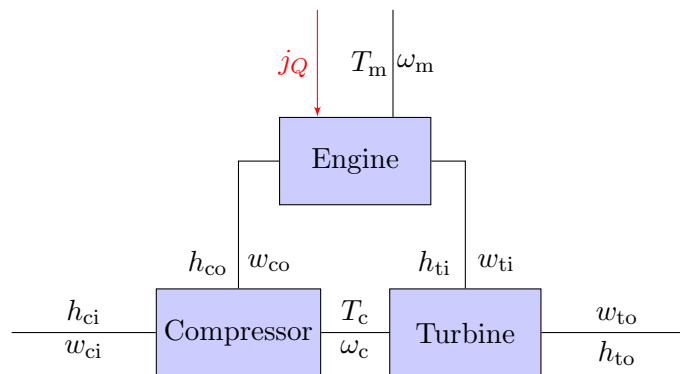 j_Q T_m ω_m
Engine
h_co w_co h_ti w_ti
h_ci T_c w_to
Compressor Turbine
w_ci ω_c h_to